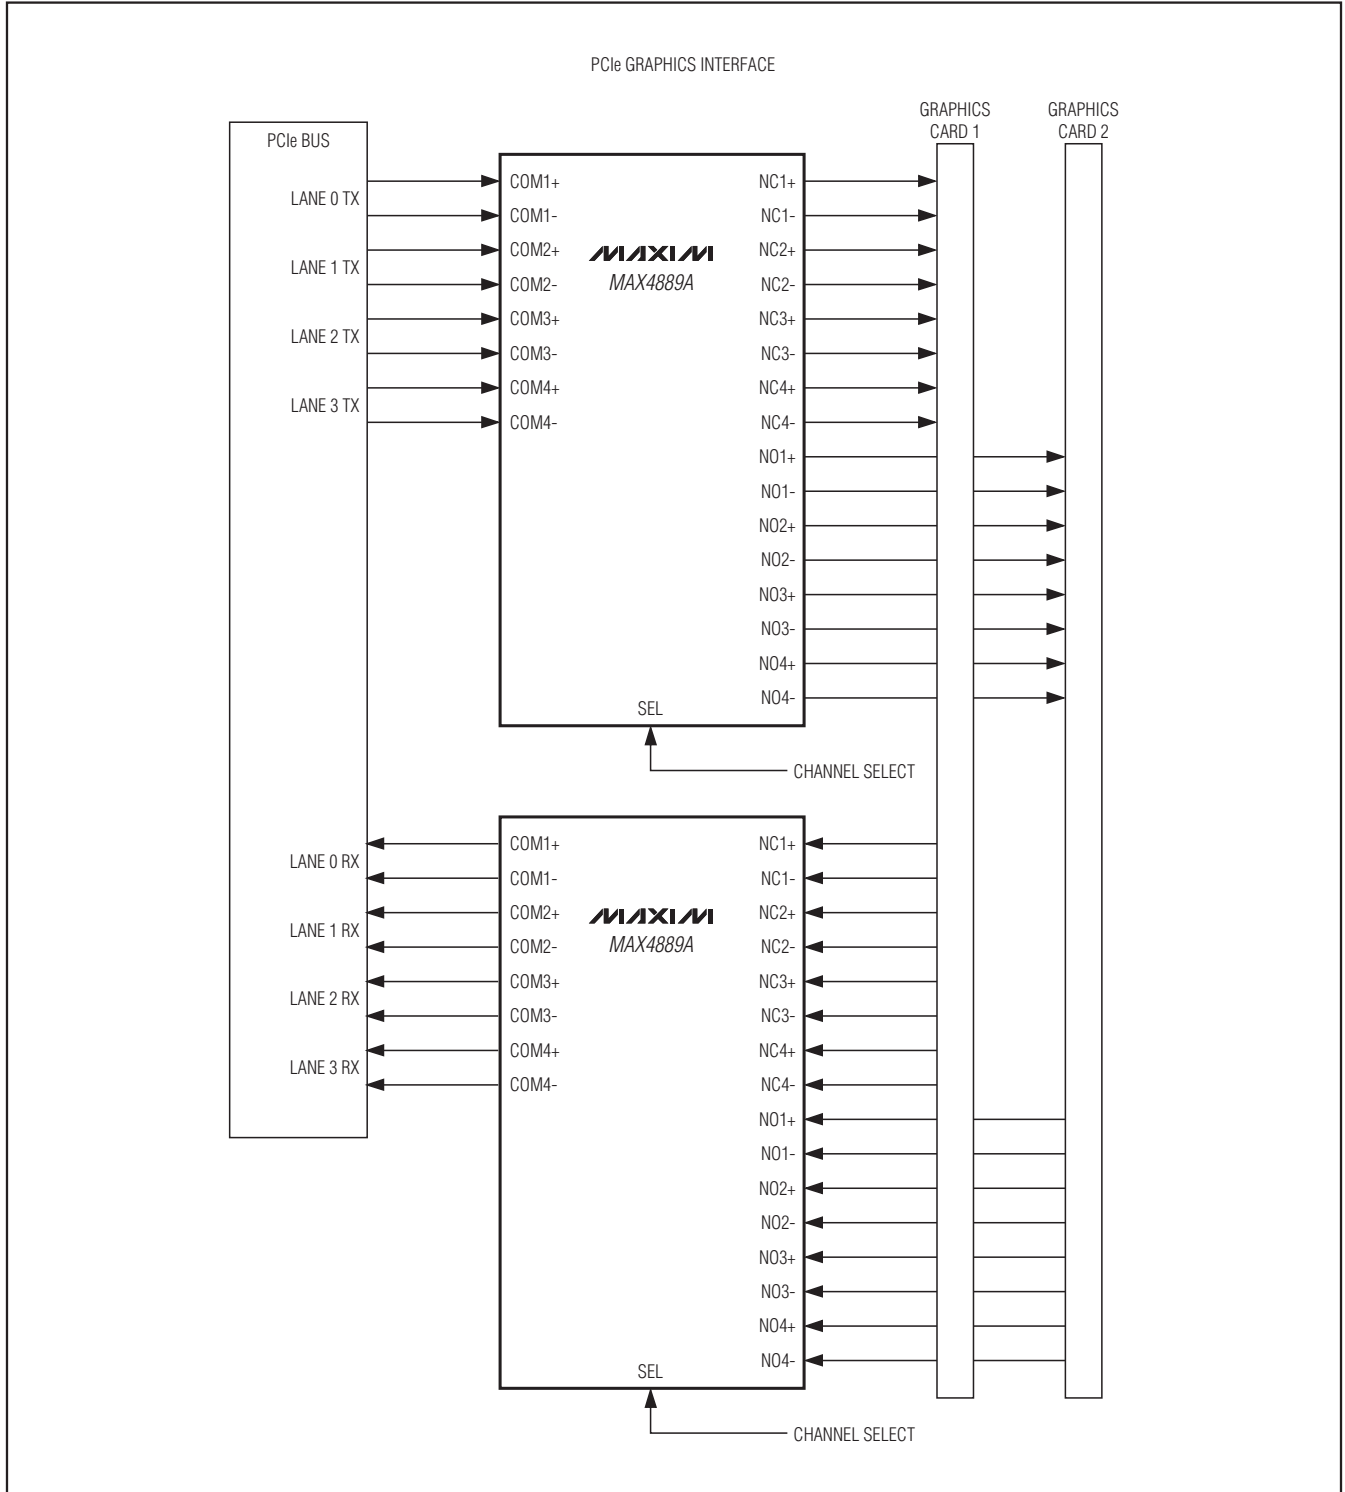 PCIe GRAPHICS INTERFACE
GRAPHICS
CARD 1
GRAPHICS
CARD 2
PCIe BUS
LANE 0 TX
LANE 1 TX
LANE 2 TX
LANE 3 TX
COM1+
COM1-
COM2+
COM2-
COM3+
COM3-
COM4+
COM4-
MAXIM
MAX4889A
NC1+
NC1-
NC2+
NC2-
NC3+
NC3-
NC4+
NC4-
NO1+
NO1-
NO2+
NO2-
NO3+
NO3-
NO4+
NO4-
SEL
CHANNEL SELECT
LANE 0 RX
LANE 1 RX
LANE 2 RX
LANE 3 RX
COM1+
COM1-
COM2+
COM2-
COM3+
COM3-
COM4+
COM4-
MAXIM
MAX4889A
NC1+
NC1-
NC2+
NC2-
NC3+
NC3-
NC4+
NC4-
NO1+
NO1-
NO2+
NO2-
NO3+
NO3-
NO4+
NO4-
SEL
CHANNEL SELECT